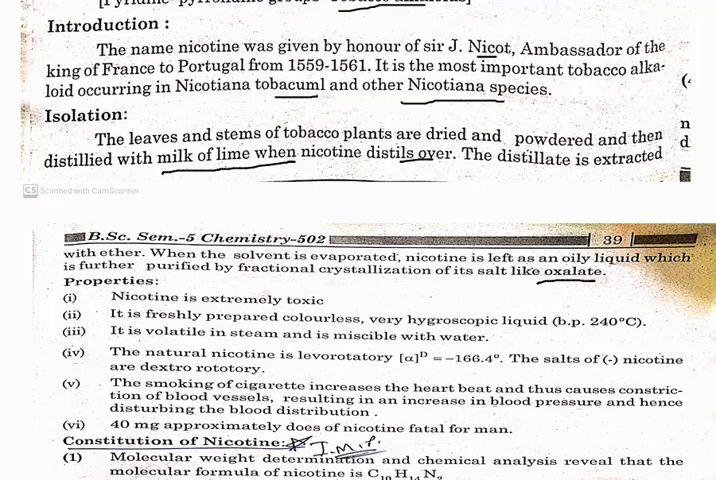 Introduction :
The name nicotine was given by honour of sir J. Nicot, Ambassador of the
king of France to Portugal from 1559-1561. It is the most important tobacco alka-
loid occurring in Nicotiana tobacuml and other Nicotiana species.
Isolation:
The leaves and stems of tobacco plants are dried and powdered and then
distillied with milk of lime when nicotine distils over. The distillate is extracted
CS Scanned with CamScanner
B.Sc. Sem.-5 Chemistry-502 39
with ether. When the solvent is evaporated, nicotine is left as an oily liquid which
is further purified by fractional crystallization of its salt like oxalate.
Properties:
(i) Nicotine is extremely toxic
(ii) It is freshly prepared colourless, very hygroscopic liquid (b.p. 240°C).
(iii) It is volatile in steam and is miscible with water.
(iv) The natural nicotine is levorotatory [α]ᴰ = −166.4°. The salts of (-) nicotine
are dextro rototory.
(v) The smoking of cigarette increases the heart beat and thus causes constric-
tion of blood vessels, resulting in an increase in blood pressure and hence
disturbing the blood distribution .
(vi) 40 mg approximately does of nicotine fatal for man.
Constitution of Nicotine: I.M.P.
(1) Molecular weight determination and chemical analysis reveal that the
molecular formula of nicotine is C₁₀H₁₄N₂